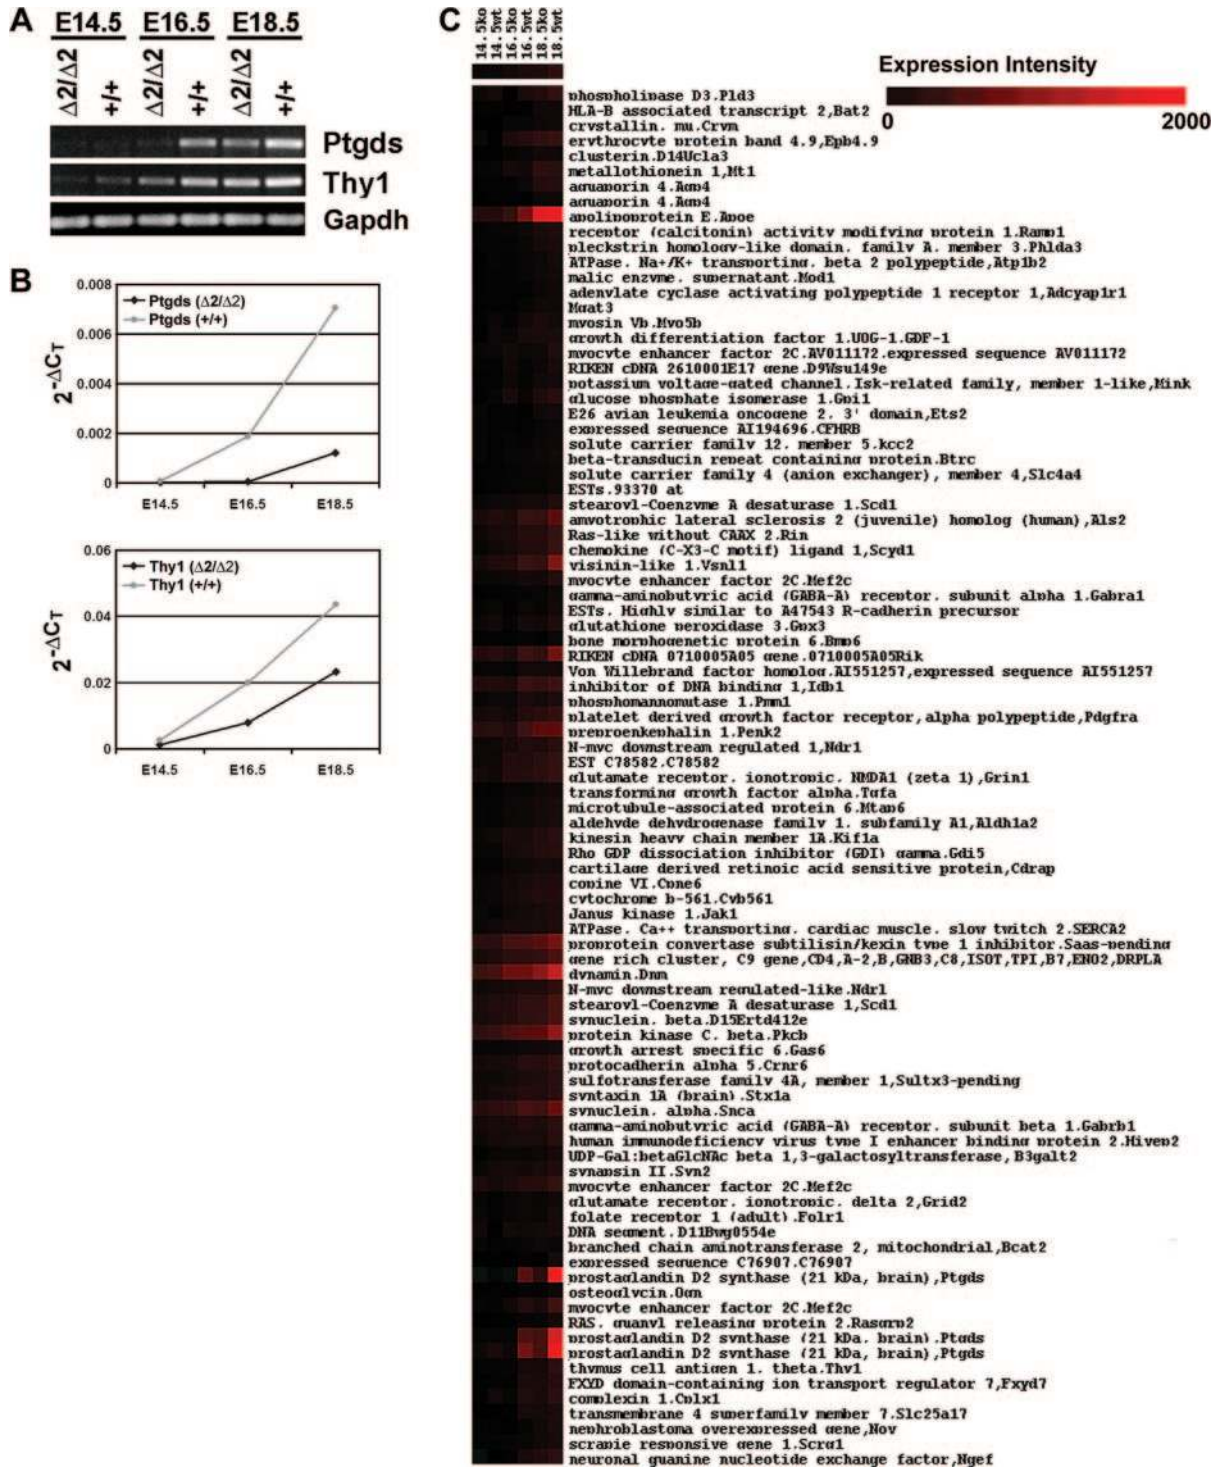 A
E14.5 E16.5 E18.5
Δ2/Δ2 +/+ Δ2/Δ2 +/+ Δ2/Δ2 +/+
Ptgds
Thy1
Gapdh
B
0.008
0.006
0.004
0.002
0
2^-ΔCT
Ptgds (Δ2/Δ2)
Ptgds (+/+)
E14.5 E16.5 E18.5
0.06
0.04
0.02
0
2^-ΔCT
Thy1 (Δ2/Δ2)
Thy1 (+/+)
E14.5 E16.5 E18.5
C
14.5ko
14.5wt
16.5ko
16.5wt
18.5ko
18.5wt
Expression Intensity
0 2000
phospholipase D3.Pld3
HLA-B associated transcript 2,Bat2
crystallin. mu.Crym
erythrocyte protein band 4.9,Epb4.9
clusterin.D14Ucla3
metallothionein 1,Mt1
aquaporin 4.Aqp4
aquaporin 4.Aqp4
apolipoprotein E.Apoe
receptor (calcitonin) activity modifying protein 1.Ramp1
pleckstrin homology-like domain. family A. member 3.Phlda3
ATPase. Na+/K+ transporting. beta 2 polypeptide,Atp1b2
malic enzyme. supernatant.Mod1
adenylate cyclase activating polypeptide 1 receptor 1,Adcyap1r1
Mgat3
myosin Vb.Myo5b
growth differentiation factor 1.UOG-1.GDF-1
myocyte enhancer factor 2C.AV011172.expressed sequence AV011172
RIKEN cDNA 2610001E17 gene.D9Wsu149e
potassium voltage-gated channel.Isk-related family, member 1-like,Mink
glucose phosphate isomerase 1.Gpi1
E26 avian leukemia oncogene 2. 3' domain,Ets2
expressed sequence AI194696.CFHRB
solute carrier family 12. member 5.kcc2
beta-transducin repeat containing protein.Btrc
solute carrier family 4 (anion exchanger), member 4,Slc4a4
ESTs.93370 at
stearoyl-Coenzyme A desaturase 1.Scd1
amyotrophic lateral sclerosis 2 (juvenile) homolog (human),Als2
Ras-like without CAAX 2.Rin
chemokine (C-X3-C motif) ligand 1,Scyd1
visinin-like 1.Vsnl1
myocyte enhancer factor 2C.Mef2c
gamma-aminobutyric acid (GABA-A) receptor. subunit alpha 1.Gabra1
ESTs. Highly similar to A47543 R-cadherin precursor
glutathione peroxidase 3.Gpx3
bone morphogenetic protein 6.Bmp6
RIKEN cDNA 0710005A05 gene.0710005A05Rik
Von Willebrand factor homolog.AI551257,expressed sequence AI551257
inhibitor of DNA binding 1,Idb1
phosphomannomutase 1.Pmm1
platelet derived growth factor receptor,alpha polypeptide,Pdgfra
preproenkephalin 1.Penk2
N-myc downstream regulated 1,Ndr1
EST C78582.C78582
glutamate receptor. ionotropic. NMDA1 (zeta 1),Grin1
transforming growth factor alpha.Tgfa
microtubule-associated protein 6.Mtap6
aldehyde dehydrogenase family 1. subfamily A1,Aldh1a2
kinesin heavy chain member 1A.Kif1a
Rho GDP dissociation inhibitor (GDI) gamma.Gdi5
cartilage derived retinoic acid sensitive protein,Cdrap
copine VI.Cpne6
cytochrome b-561.Cyb561
Janus kinase 1.Jak1
ATPase. Ca++ transporting. cardiac muscle. slow twitch 2.SERCA2
proprotein convertase subtilisin/kexin type 1 inhibitor.Saas-pending
gene rich cluster, C9 gene,CD4,A-2,B,GNB3,C8,ISOT,TPI,B7,ENO2,DRPLA
dynamin.Dnm
N-myc downstream regulated-like.Ndrl
stearoyl-Coenzyme A desaturase 1,Scd1
synuclein. beta.D15Ertd412e
protein kinase C. beta.Pkcb
growth arrest specific 6.Gas6
protocadherin alpha 5.Crnr6
sulfotransferase family 4A, member 1,Sultx3-pending
syntaxin 1A (brain).Stx1a
synuclein. alpha.Snca
gamma-aminobutyric acid (GABA-A) receptor. subunit beta 1.Gabrb1
human immunodeficiency virus type I enhancer binding protein 2.Hivep2
UDP-Gal:betaGlcNAc beta 1,3-galactosyltransferase,B3galt2
synapsin II.Syn2
myocyte enhancer factor 2C.Mef2c
glutamate receptor. ionotropic. delta 2,Grid2
folate receptor 1 (adult).Folr1
DNA segment.D11Bwg0554e
branched chain aminotransferase 2, mitochondrial,Bcat2
expressed sequence C76907.C76907
prostaglandin D2 synthase (21 kDa, brain),Ptgds
osteoglycin.Ogn
myocyte enhancer factor 2C.Mef2c
RAS. guanyl releasing protein 2.Rasgrp2
prostaglandin D2 synthase (21 kDa. brain).Ptgds
prostaglandin D2 synthase (21 kDa, brain),Ptgds
thymus cell antigen 1. theta.Thy1
FXYD domain-containing ion transport regulator 7,Fxyd7
complexin 1.Cplx1
transmembrane 4 superfamily member 7.Slc25a17
nephroblastoma overexpressed gene,Nov
scrapie responsive gene 1.Scrg1
neuronal guanine nucleotide exchange factor,Ngef